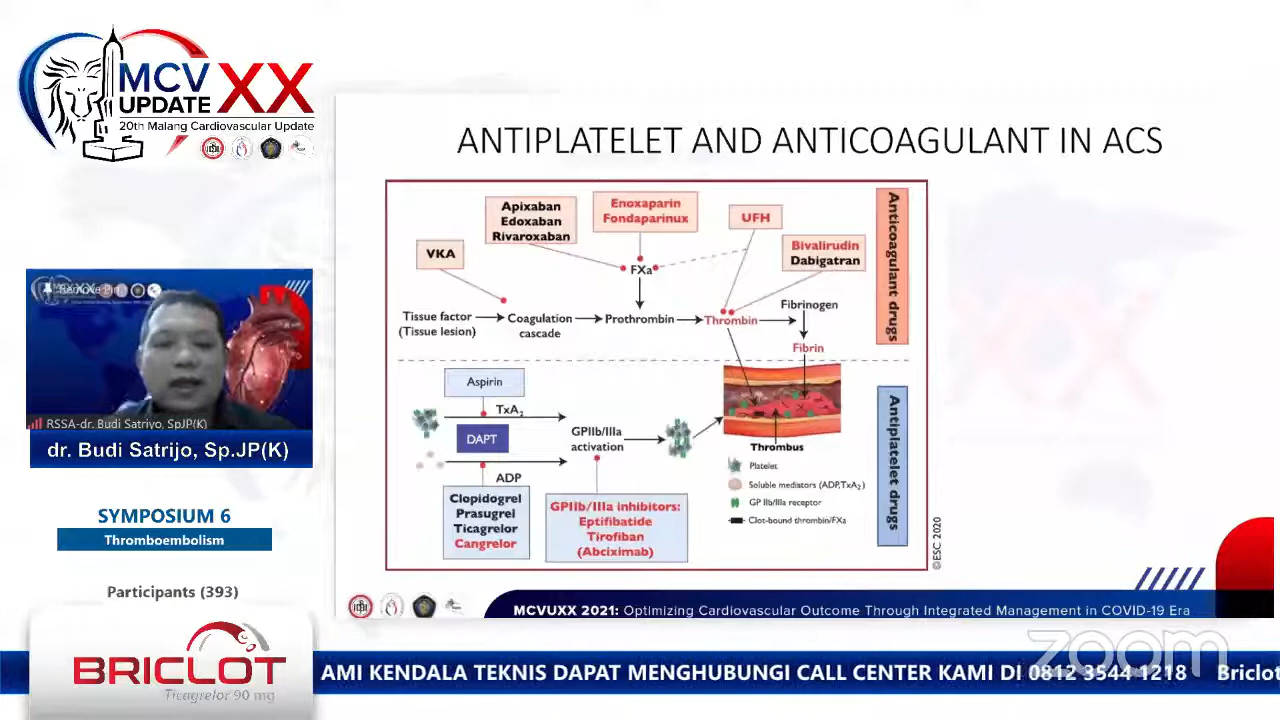 MCV
UPDATE
XX
20th Malang Cardiovascular Update
ANTIPLATELET AND ANTICOAGULANT IN ACS
Apixaban
Edoxaban
Rivaroxaban
Enoxaparin
Fondaparinux
UFH
VKA
Bivalirudin
Dabigatran
FXa
Tissue factor
(Tissue lesion)
Coagulation
cascade
Prothrombin
Thrombin
Fibrinogen
Fibrin
Anticoagulant drugs
Aspirin
TxA2
DAPT
GPIIb/IIIa
activation
ADP
Clopidogrel
Prasugrel
Ticagrelor
Cangrelor
GPIIb/IIIa inhibitors:
Eptifibatide
Tirofiban
(Abciximab)
Thrombus
Platelet
Soluble mediators (ADP,TxA2)
GP IIb/IIIa receptor
Clot-bound thrombin/FXa
Antiplatelet drugs
©ESC 2020
Remove Pin
RSSA-dr. Budi Satriyo, SpJP(K)
dr. Budi Satrijo, Sp.JP(K)
SYMPOSIUM 6
Thromboembolism
Participants (393)
BRICLOT
Ticagrelor 90 mg
MCVUXX 2021: Optimizing Cardiovascular Outcome Through Integrated Management in COVID-19 Era
zoom
AMI KENDALA TEKNIS DAPAT MENGHUBUNGI CALL CENTER KAMI DI 0812 3544 1218 Briclot